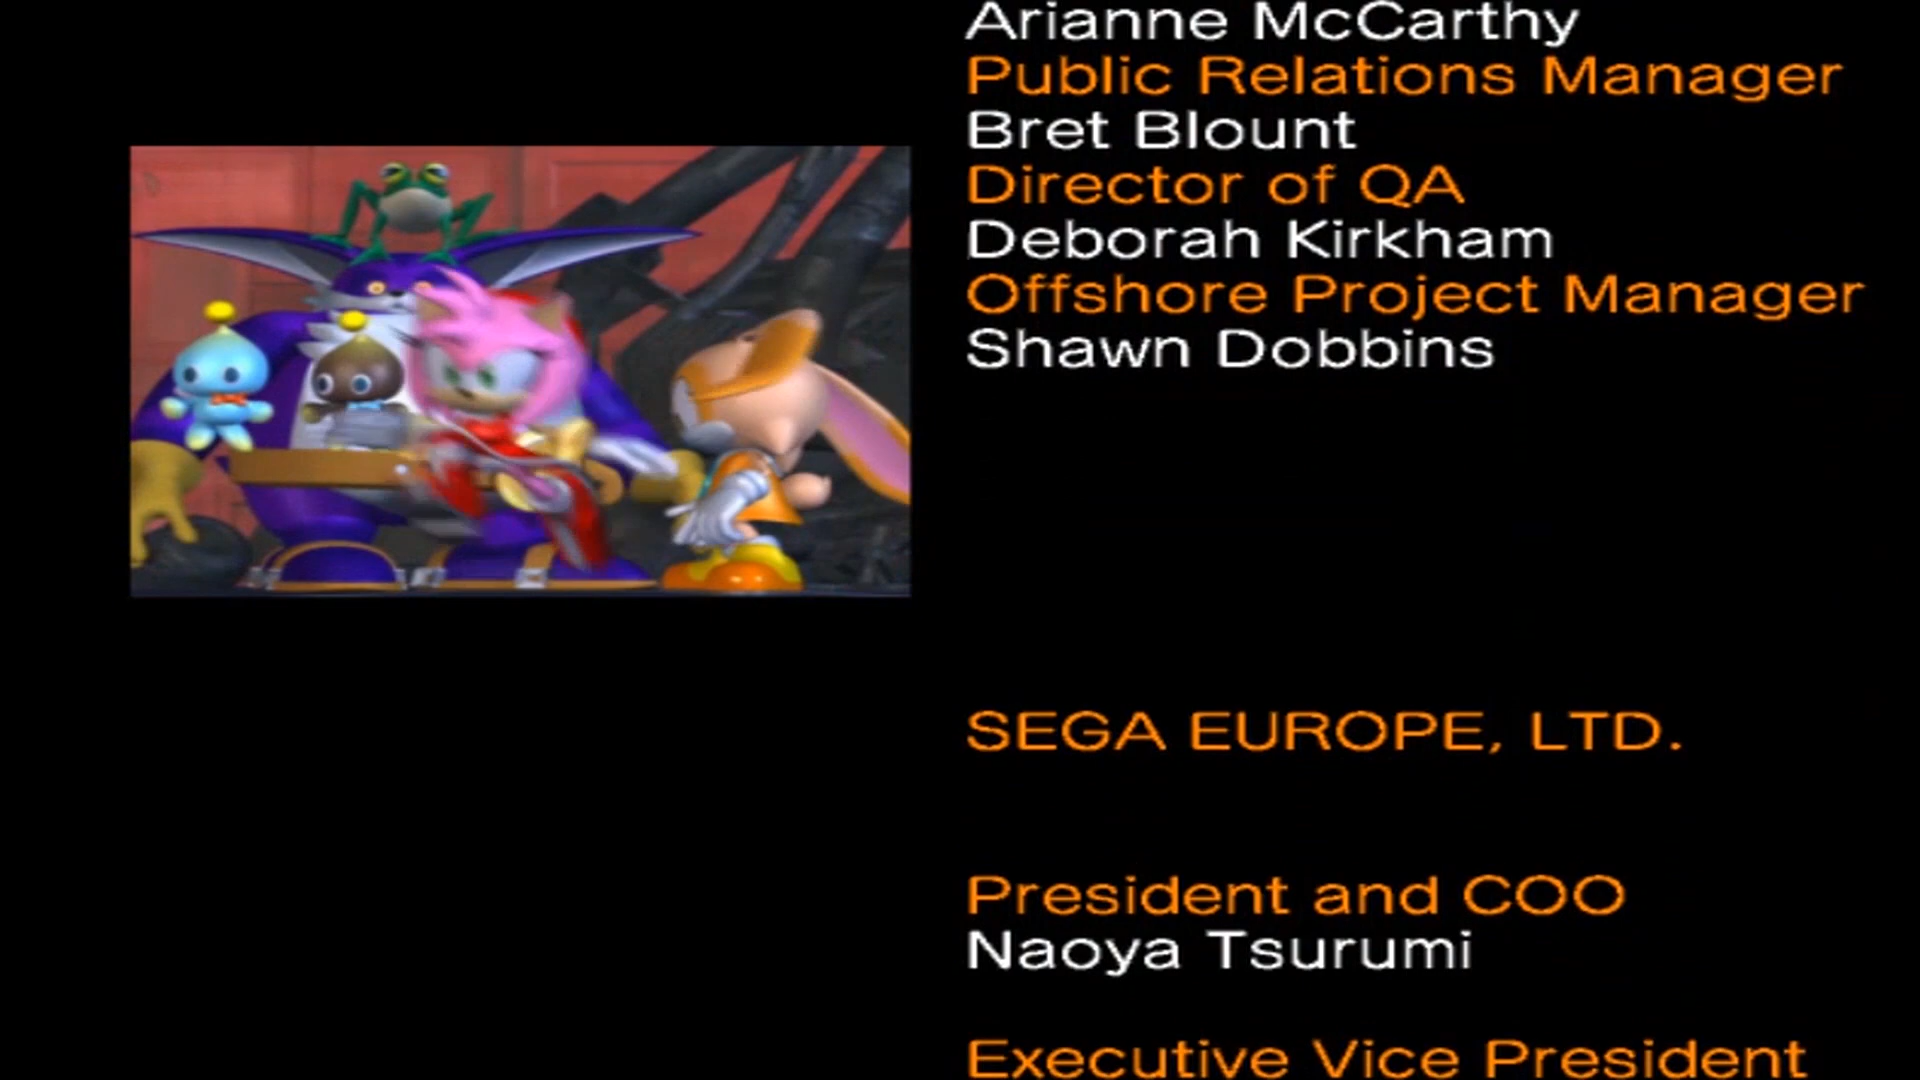 Arianne McCarthy
Public Relations Manager
Bret Blount
Director of QA
Deborah Kirkham
Offshore Project Manager
Shawn Dobbins
SEGA EUROPE, LTD.
President and COO
Naoya Tsurumi
Executive Vice President